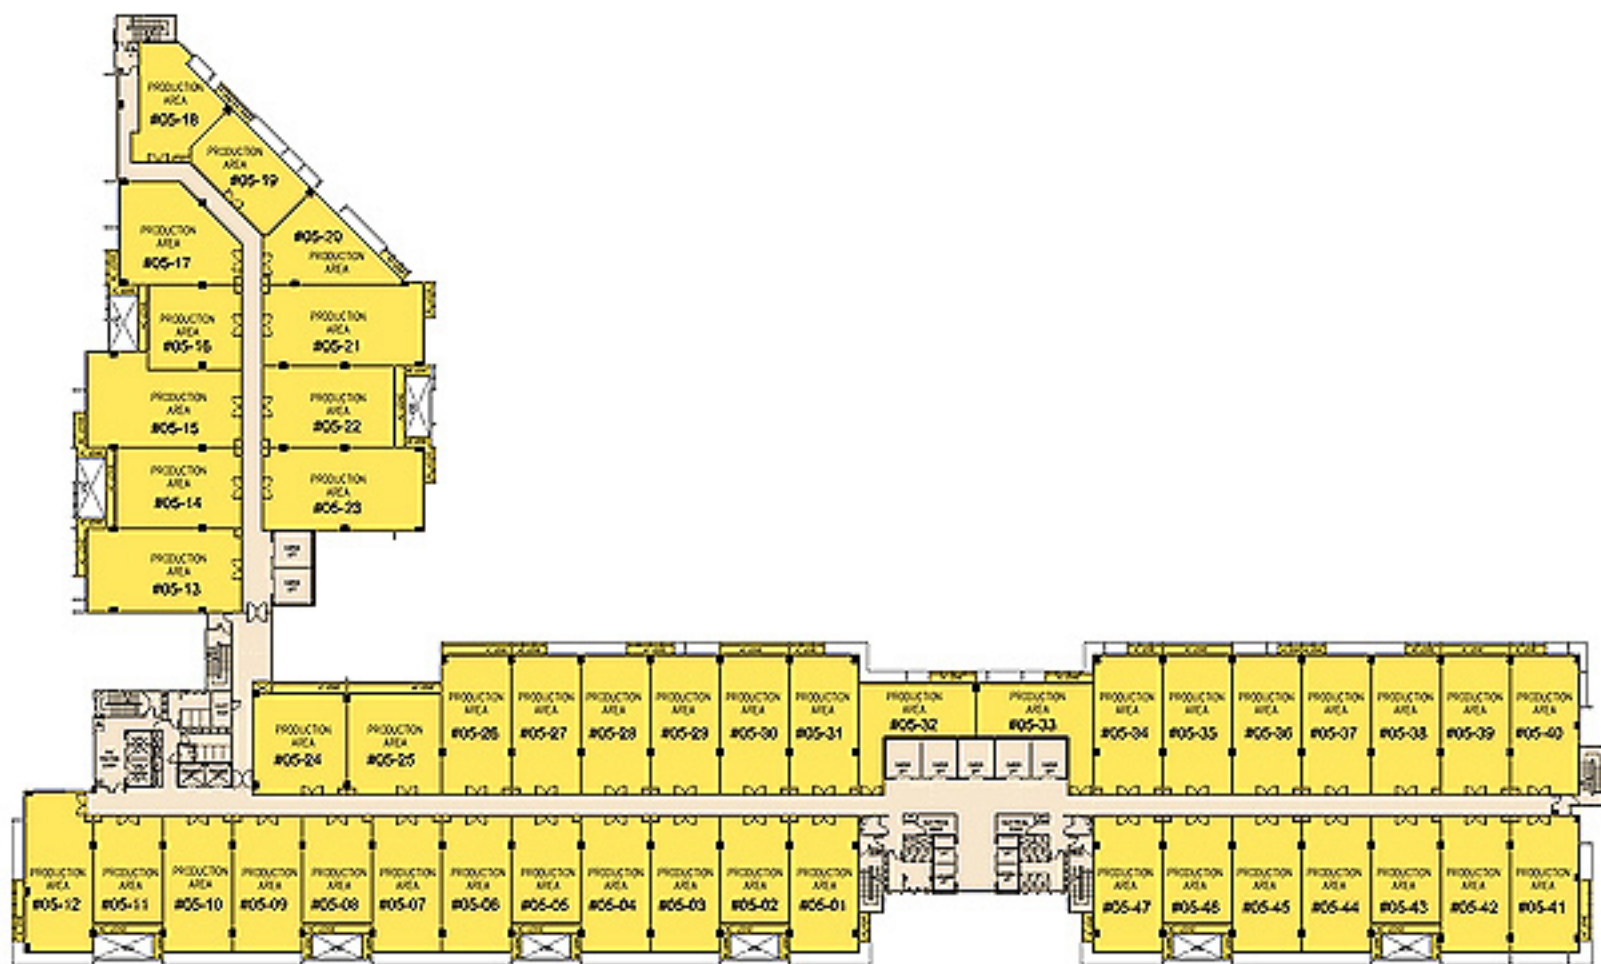 PRODUCTION
AREA
#05-18
PRODUCTION
AREA
#05-19
PRODUCTION
AREA
#05-17
#05-20
PRODUCTION
AREA
PRODUCTION
AREA
#05-16
PRODUCTION
AREA
#05-21
PRODUCTION
AREA
#05-15
PRODUCTION
AREA
#05-22
PRODUCTION
AREA
#05-14
PRODUCTION
AREA
#05-23
PRODUCTION
AREA
#05-13
PRODUCTION
AREA
#05-24
PRODUCTION
AREA
#05-25
PRODUCTION
AREA
#05-26
PRODUCTION
AREA
#05-27
PRODUCTION
AREA
#05-28
PRODUCTION
AREA
#05-29
PRODUCTION
AREA
#05-30
PRODUCTION
AREA
#05-31
PRODUCTION
AREA
#05-32
PRODUCTION
AREA
#05-33
PRODUCTION
AREA
#05-34
PRODUCTION
AREA
#05-35
PRODUCTION
AREA
#05-36
PRODUCTION
AREA
#05-37
PRODUCTION
AREA
#05-38
PRODUCTION
AREA
#05-39
PRODUCTION
AREA
#05-40
PRODUCTION
AREA
#05-12
PRODUCTION
AREA
#05-11
PRODUCTION
AREA
#05-10
PRODUCTION
AREA
#05-09
PRODUCTION
AREA
#05-08
PRODUCTION
AREA
#05-07
PRODUCTION
AREA
#05-06
PRODUCTION
AREA
#05-05
PRODUCTION
AREA
#05-04
PRODUCTION
AREA
#05-03
PRODUCTION
AREA
#05-02
PRODUCTION
AREA
#05-01
PRODUCTION
AREA
#05-47
PRODUCTION
AREA
#05-46
PRODUCTION
AREA
#05-45
PRODUCTION
AREA
#05-44
PRODUCTION
AREA
#05-43
PRODUCTION
AREA
#05-42
PRODUCTION
AREA
#05-41